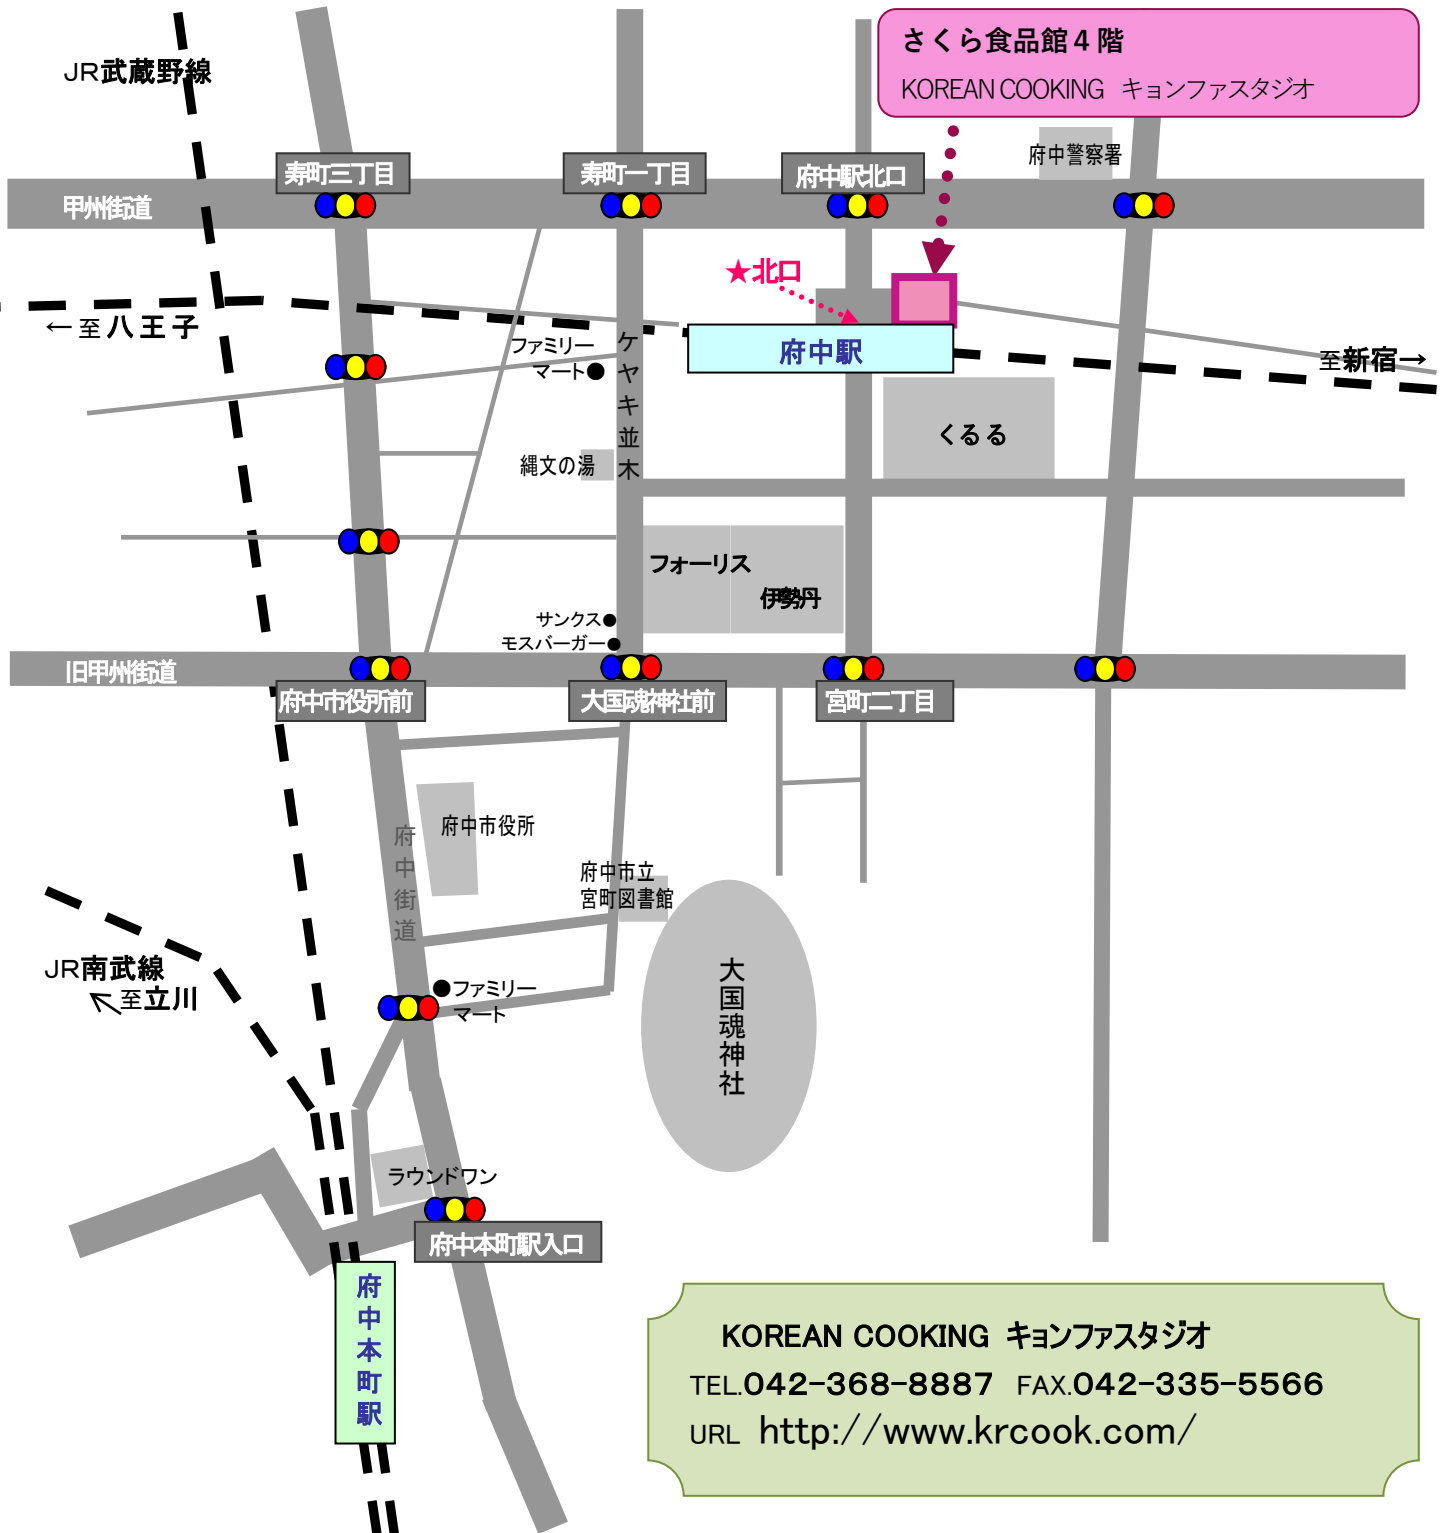 さくら食品館４階
KOREAN COOKING キョンファスタジオ
JR武蔵野線
府中警察署
寿町三丁目
寿町一丁目
府中駅北口
甲州街道
★北口
←至八王子
府中駅
至新宿→
ファミリー
マート●
ケヤキ並木
くるる
縄文の湯
フォーリス
伊勢丹
サンクス●
モスバーガー●
旧甲州街道
府中市役所前
大国魂神社前
宮町二丁目
府中市役所
府中街道
府中市立
宮町図書館
大国魂神社
JR南武線
至立川
●ファミリー
マート
ラウンドワン
府中本町駅入口
府中本町駅
KOREAN COOKING キョンファスタジオ
TEL.042-368-8887 FAX.042-335-5566
URL http://www.krcook.com/